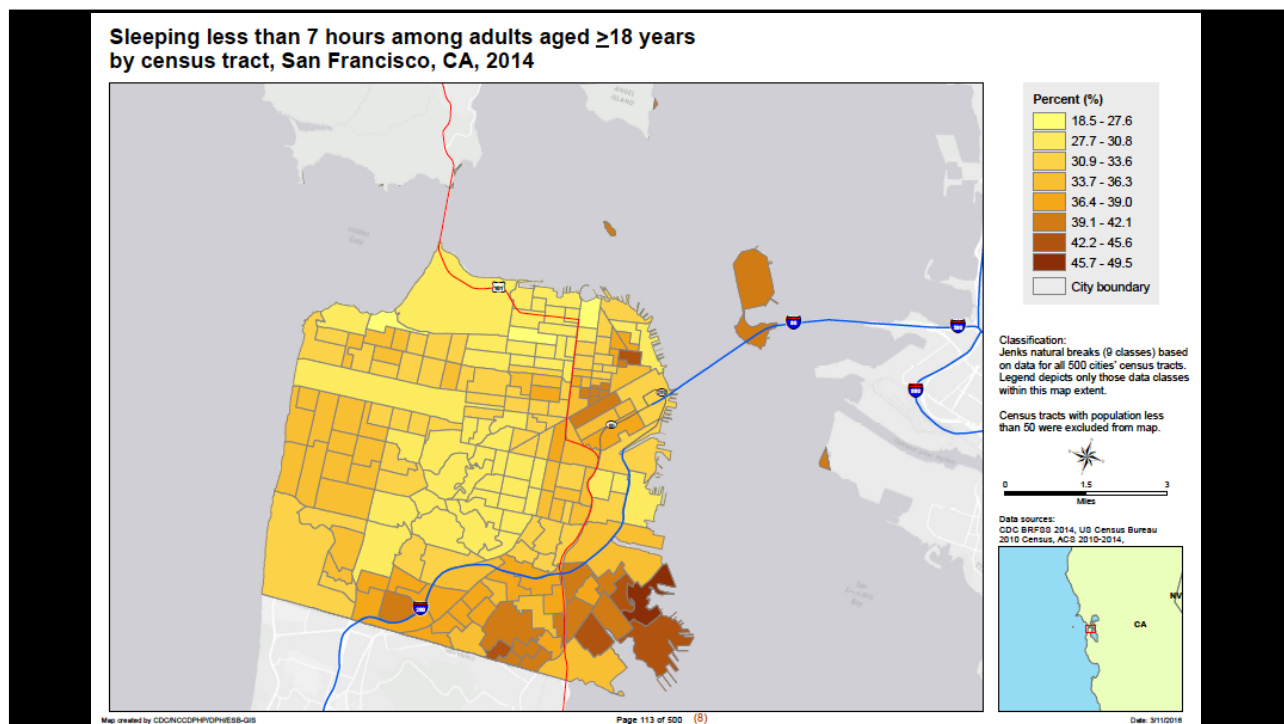 Sleeping less than 7 hours among adults aged ≥18 years
by census tract, San Francisco, CA, 2014
ANGEL
ISLAND
101
80
Percent (%)
18.5 - 27.6
27.7 - 30.8
30.9 - 33.6
33.7 - 36.3
36.4 - 39.0
39.1 - 42.1
42.2 - 45.6
45.7 - 49.5
City boundary
Classification:
Jenks natural breaks (9 classes) based
on data for all 500 cities' census tracts.
Legend depicts only those data classes
within this map extent.
Census tracts with population less
than 50 were excluded from map.
0 1.5 3
Miles
Data sources:
CDC BRFSS 2014, US Census Bureau
2010 Census, ACS 2010-2014,
NV
CA
280
Map created by CDC/NCCDPHP/DPH/ESB-GIS
Page 113 of 500 (8)
Date: 3/11/2016